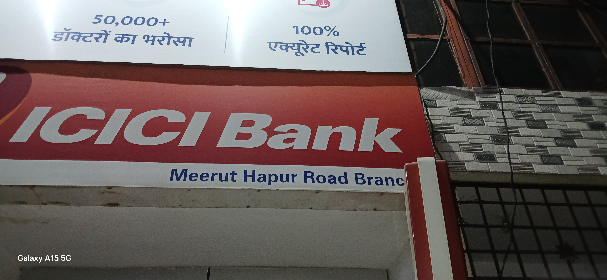 50,000+
डॉक्टरों का भरोसा
100%
एक्यूरेट रिपोर्ट
ICICI Bank
Meerut Hapur Road Branc
Galaxy A15 5G